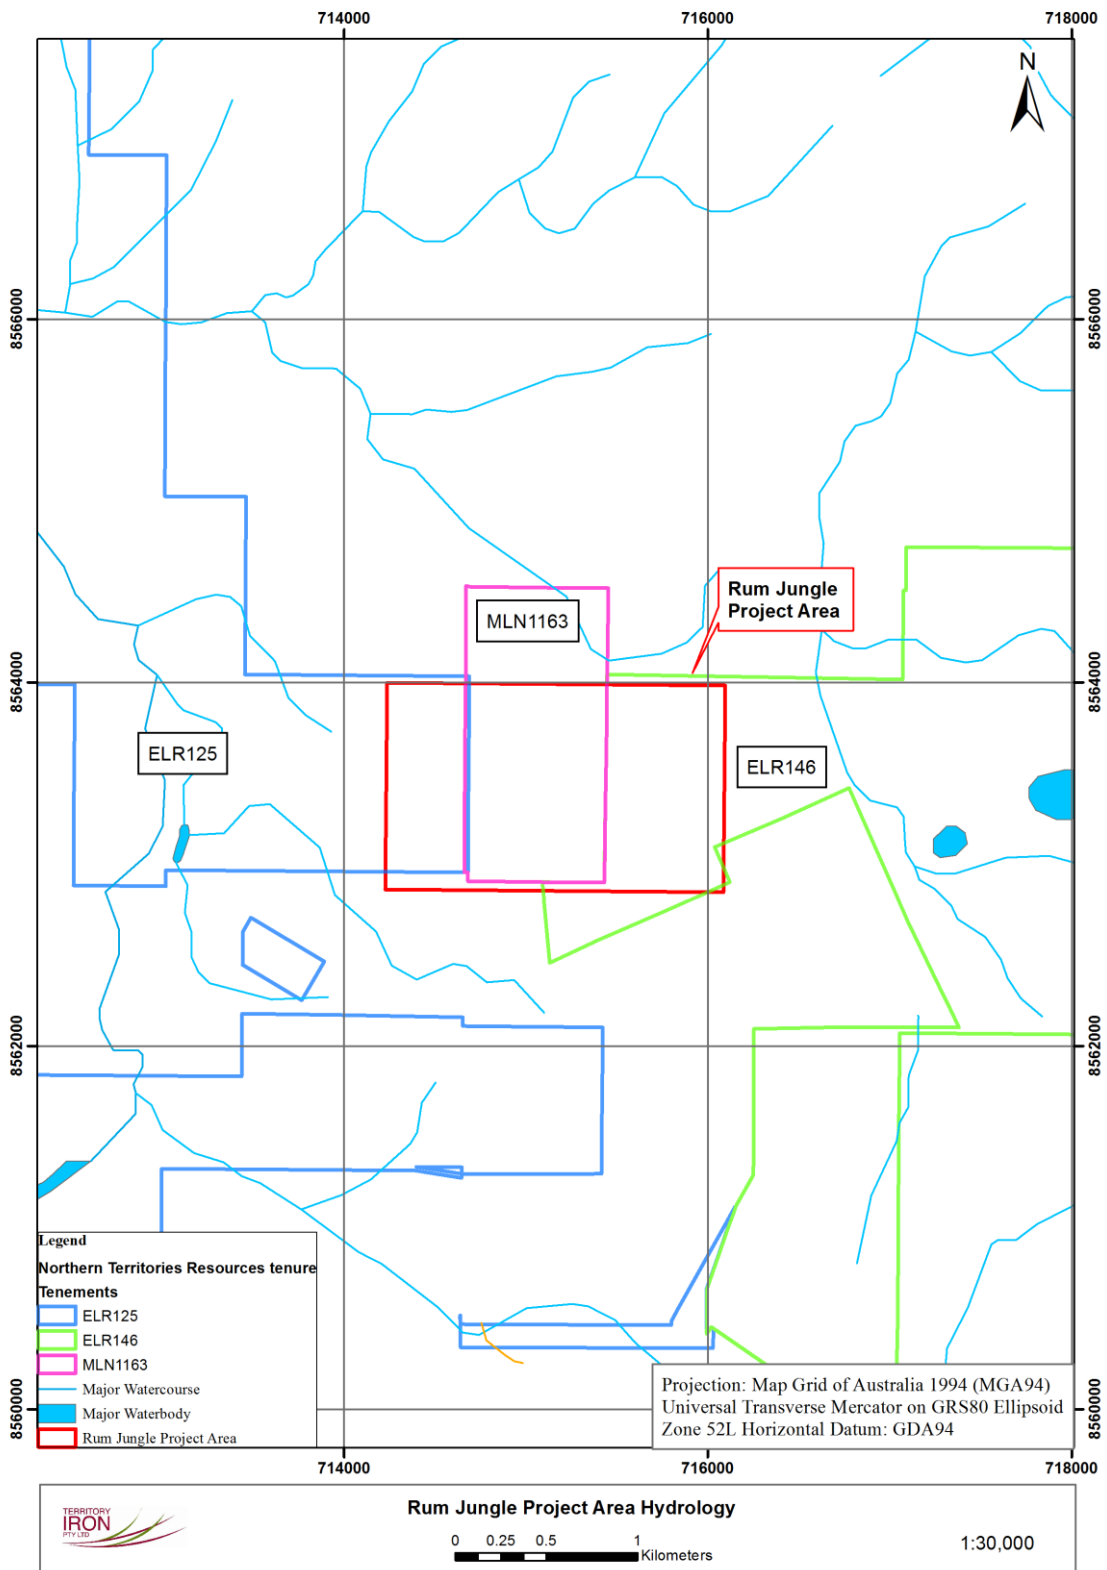 714000
716000
718000
N
8566000
8566000
Rum Jungle
Project Area
MLN1163
8564000
8564000
ELR125
ELR146
8562000
8562000
Legend
Northern Territories Resources tenure
Tenements
ELR125
ELR146
MLN1163
Major Watercourse
Major Waterbody
Rum Jungle Project Area
Projection: Map Grid of Australia 1994 (MGA94)
Universal Transverse Mercator on GRS80 Ellipsoid
Zone 52L Horizontal Datum: GDA94
8560000
8560000
714000
716000
718000
TERRITORY
IRON
PTY LTD
Rum Jungle Project Area Hydrology
0 0.25 0.5 1
Kilometers
1:30,000